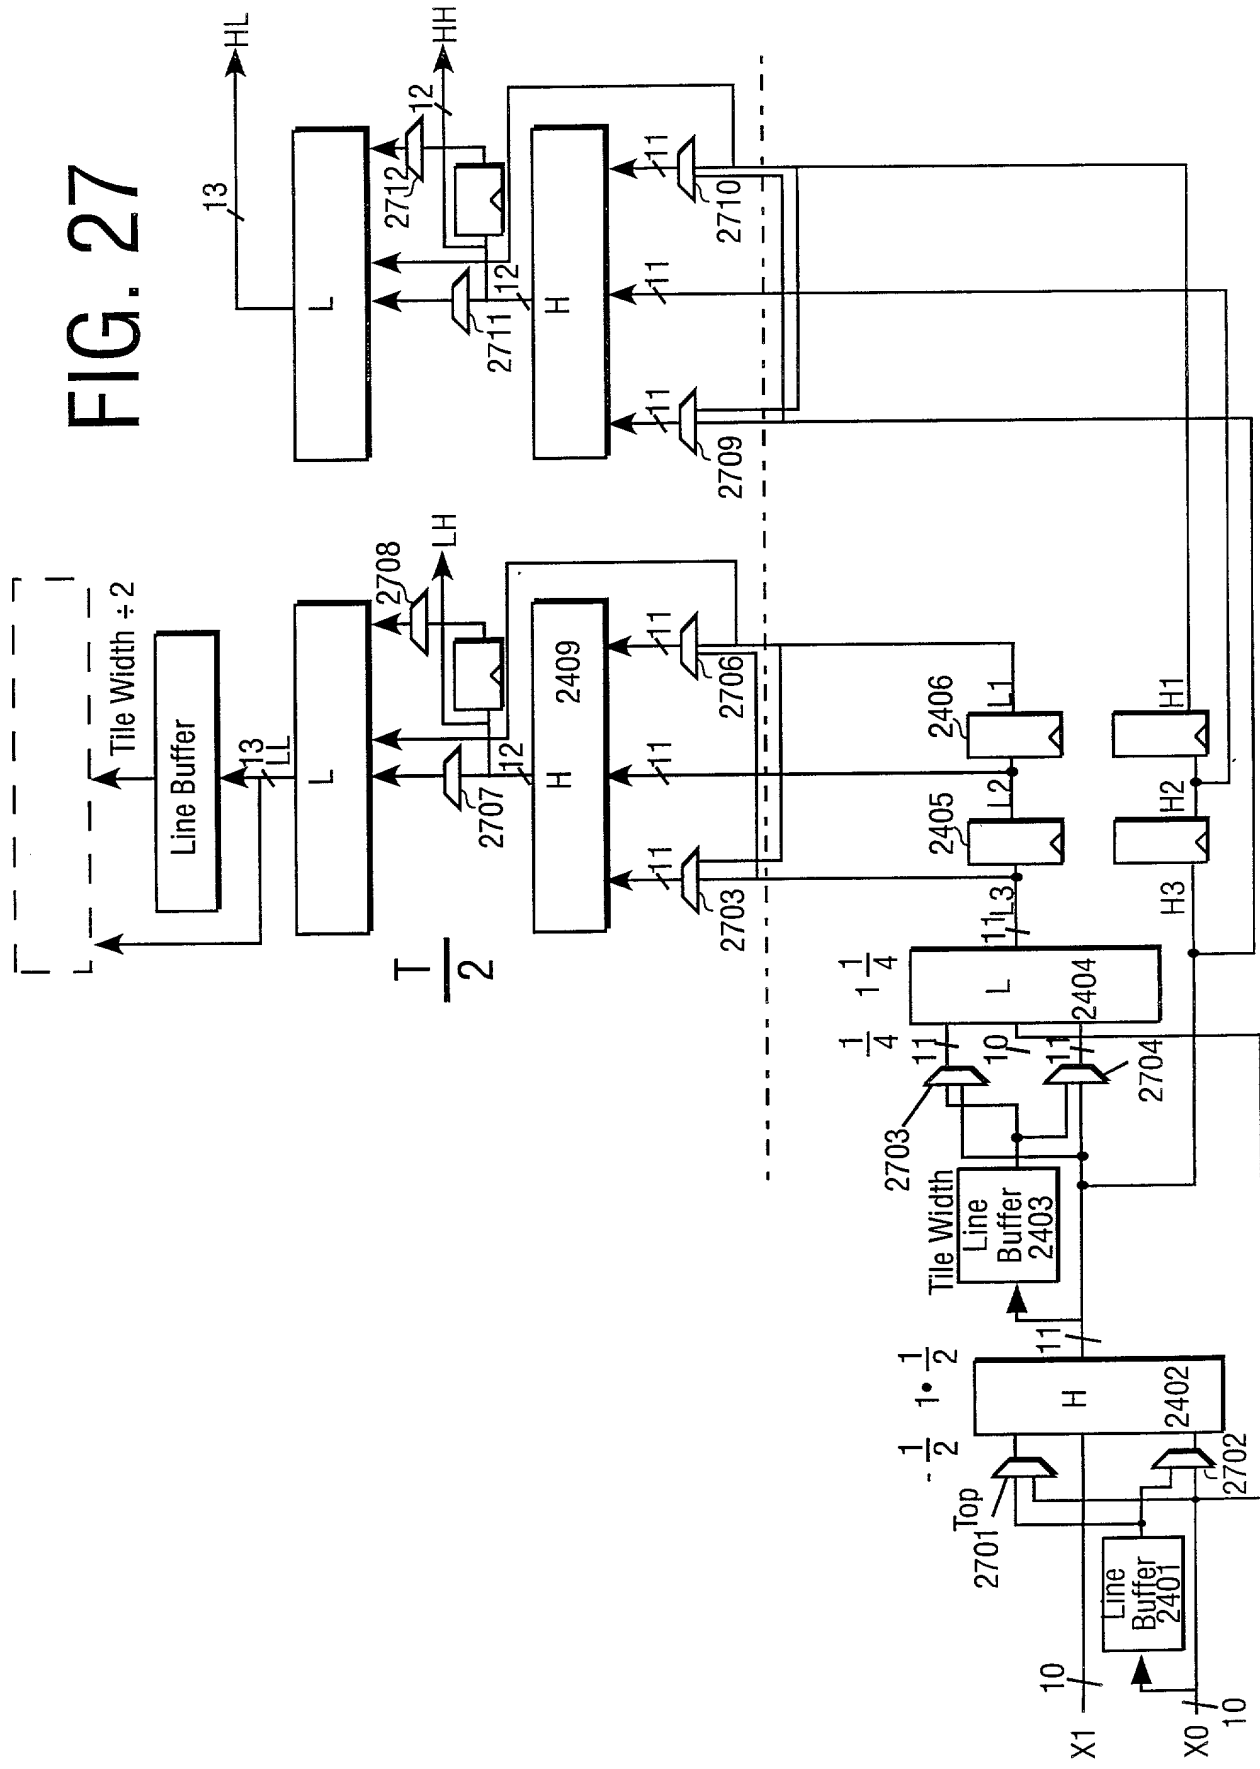 FIG. 27
Tile Width ÷ 2
Line Buffer
13
LL
L
2708
LH
2707
12
H
2409
11
11
11
2703
2706
T
2
HL
13
L
2712
12
HH
2711
12
H
11
11
11
2709
2710
X1
10
X0
10
Line
Buffer
2401
2701
Top
2702
- 1
2
1 • 1
2
H
2402
11
Tile Width
Line
Buffer
2403
2703
2704
1
4
1 1
4
11
10
11
L
2404
11
L3
2405
L2
2406
L1
H3
H2
H1